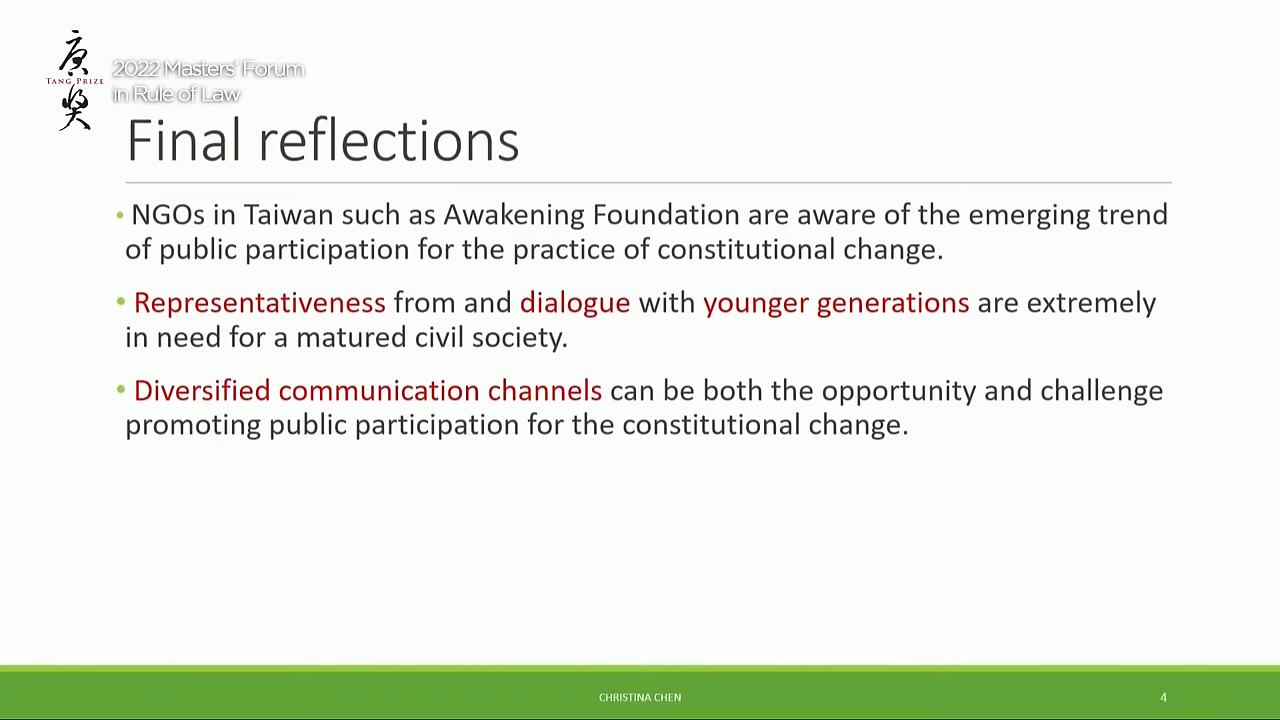 唐
TANG PRIZE
奖
2022 Masters' Forum
in Rule of Law
Final reflections
• NGOs in Taiwan such as Awakening Foundation are aware of the emerging trend
of public participation for the practice of constitutional change.
• Representativeness from and dialogue with younger generations are extremely
in need for a matured civil society.
• Diversified communication channels can be both the opportunity and challenge
promoting public participation for the constitutional change.
CHRISTINA CHEN
4